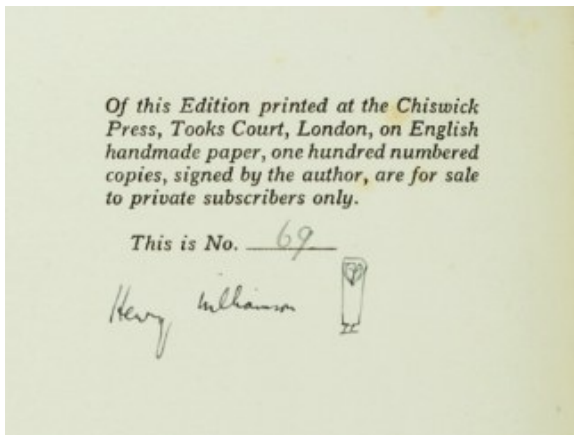 Of this Edition printed at the Chiswick
Press, Tooks Court, London, on English
handmade paper, one hundred numbered
copies, signed by the author, are for sale
to private subscribers only.
This is No. 69
Henry Williamson